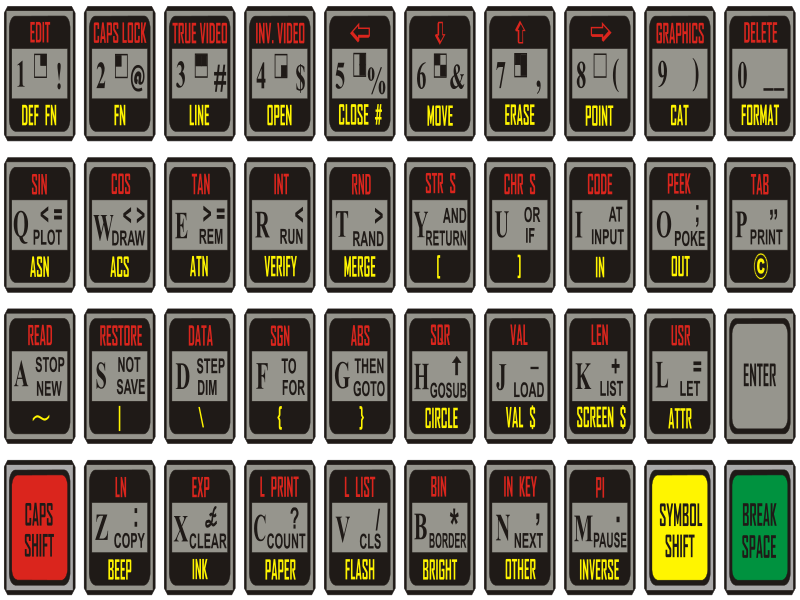 EDIT CAPS LOCK TRUE VIDEO INV. VIDEO ⇦ ⇩ ⇧ ⇨ GRAPHICS DELETE
1 ▝ ! 2 ▘ @ 3 ▀ # 4 ▗ $ 5 ▐ % 6 ▚ & 7 ▜ , 8 □ ( 9 ) 0 _
DEF FN FN LINE OPEN CLOSE # MOVE ERASE POINT CAT FORMAT
SIN COS TAN INT RND STR S CHR S CODE PEEK TAB
Q <= PLOT W <> DRAW E >= REM R < RUN T > RAND Y AND RETURN U OR IF I AT INPUT O ; POKE P " PRINT
ASN ACS ATN VERIFY MERGE [ ] IN OUT ©
READ RESTORE DATA SGN ABS SQR VAL LEN USR
A STOP NEW S NOT SAVE D STEP DIM F TO FOR G THEN GOTO H ↑ GOSUB J − LOAD K + LIST L = LET ENTER
~ | \ { } CIRCLE VAL $ SCREEN $ ATTR
LN EXP L PRINT L LIST BIN IN KEY PI
CAPS SHIFT Z : COPY X £ CLEAR C ? COUNT V / CLS B * BORDER N , NEXT M . PAUSE SYMBOL SHIFT BREAK SPACE
BEEP INK PAPER FLASH BRIGHT OTHER INVERSE